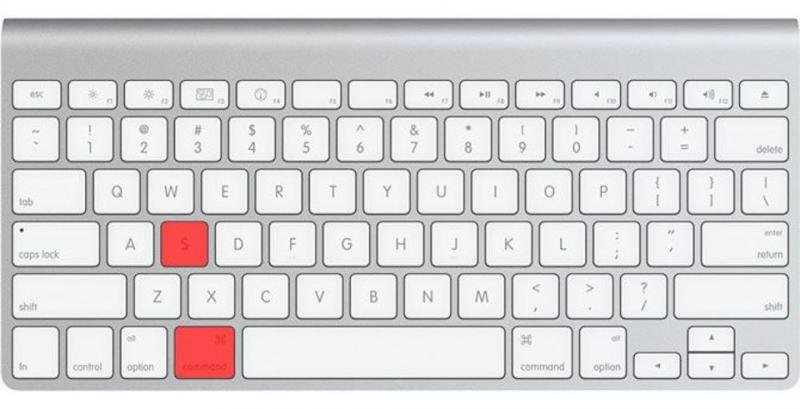 esc F1 F2 F3 F4 F5 F6 F7 F8 F9 F10 F11 F12
~ ! @ # $ % ^ & * ( ) _ +
` 1 2 3 4 5 6 7 8 9 0 - = delete
tab Q W E R T Y U I O P { [ } ] | \
caps lock A S D F G H J K L : ; " ' enter return
shift Z X C V B N M < , > . ? / shift
fn control alt option ⌘ command ⌘ command alt option